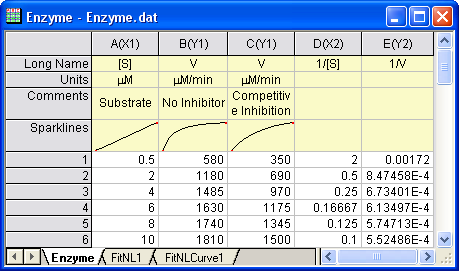 Enzyme - Enzyme.dat
A(X1) B(Y1) C(Y1) D(X2) E(Y2)
Long Name [S] V V 1/[S] 1/V
Units µM µM/min µM/min
Comments Substrate No Inhibitor Competitiv
e Inhibition
Sparklines
1 0.5 580 350 2 0.00172
2 2 1180 690 0.5 8.47458E-4
3 4 1485 970 0.25 6.73401E-4
4 6 1630 1175 0.16667 6.13497E-4
5 8 1740 1345 0.125 5.74713E-4
6 10 1810 1500 0.1 5.52486E-4
Enzyme FitNL1 FitNLCurve1